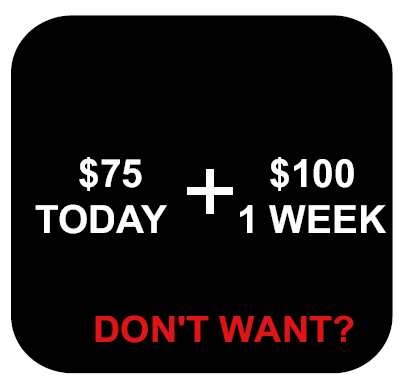 $75 + $100
TODAY 1 WEEK
DON'T WANT?